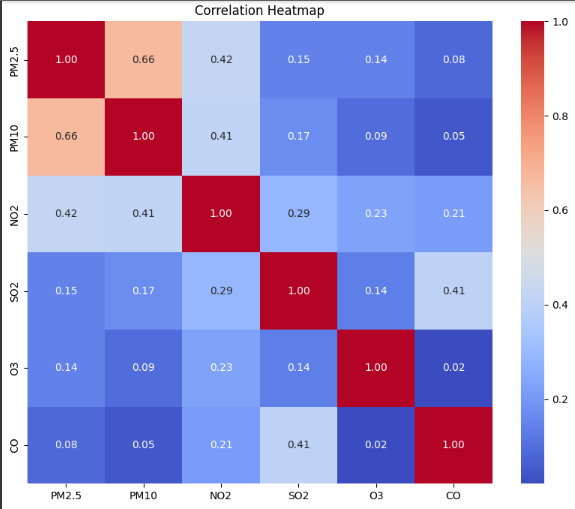 Correlation Heatmap
PM2.5 1.00 0.66 0.42 0.15 0.14 0.08
PM10 0.66 1.00 0.41 0.17 0.09 0.05
NO2 0.42 0.41 1.00 0.29 0.23 0.21
SO2 0.15 0.17 0.29 1.00 0.14 0.41
O3 0.14 0.09 0.23 0.14 1.00 0.02
CO 0.08 0.05 0.21 0.41 0.02 1.00
PM2.5 PM10 NO2 SO2 O3 CO
1.0
0.8
0.6
0.4
0.2